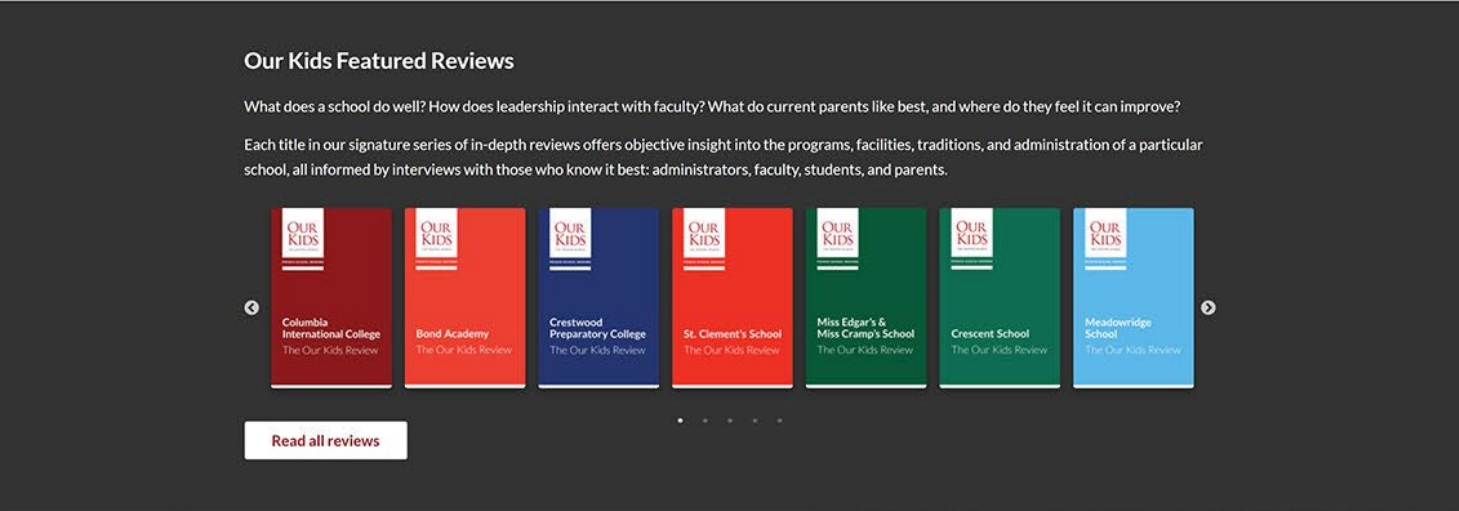 Our Kids Featured Reviews
What does a school do well? How does leadership interact with faculty? What do current parents like best, and where do they feel it can improve?
Each title in our signature series of in-depth reviews offers objective insight into the programs, facilities, traditions, and administration of a particular
school, all informed by interviews with those who know it best: administrators, faculty, students, and parents.
OUR
KIDS
Columbia
International College
The Our Kids Review
OUR
KIDS
Bond Academy
The Our Kids Review
OUR
KIDS
Crestwood
Preparatory College
The Our Kids Review
OUR
KIDS
St. Clement's School
The Our Kids Review
OUR
KIDS
Miss Edgar's &
Miss Cramp's School
The Our Kids Review
OUR
KIDS
Crescent School
The Our Kids Review
OUR
KIDS
Meadowridge
School
The Our Kids Review
Read all reviews